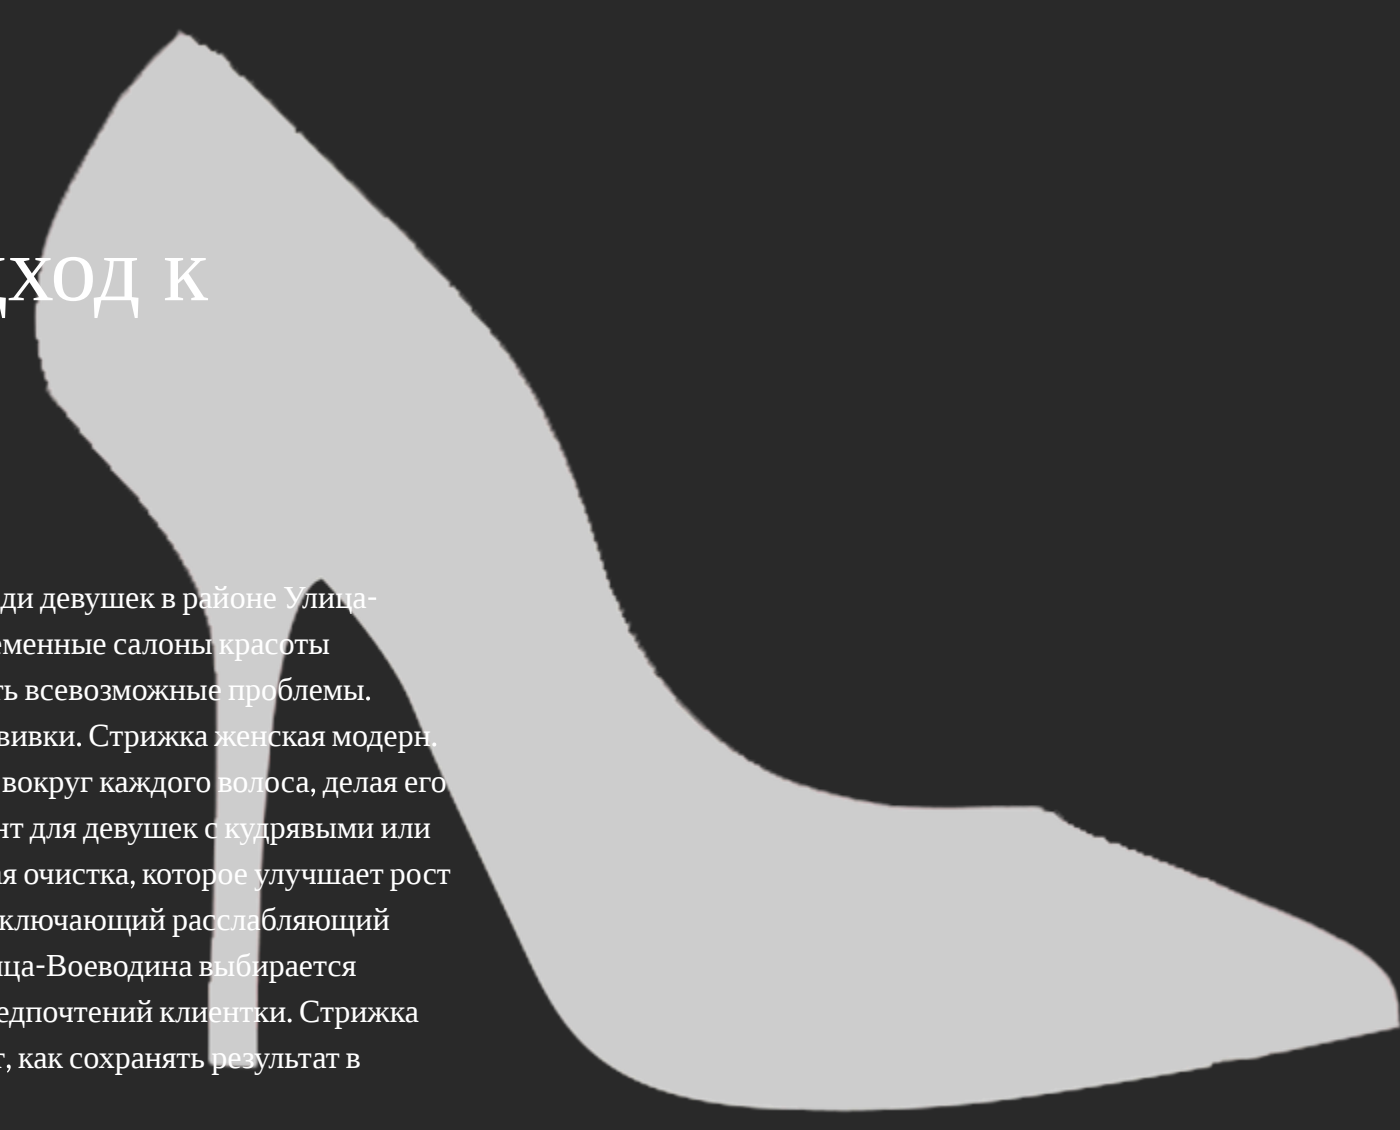 дход к
ди девушек в районе Улица-
еменные салоны красоты
ть всевозможные проблемы.
вивки. Стрижка женская модерн.
вокруг каждого волоса, делая его
нт для девушек с кудрявыми или
ая очистка, которое улучшает рост
ключающий расслабляющий
ица-Воеводина выбирается
едпочтений клиентки. Стрижка
т, как сохранять результат в